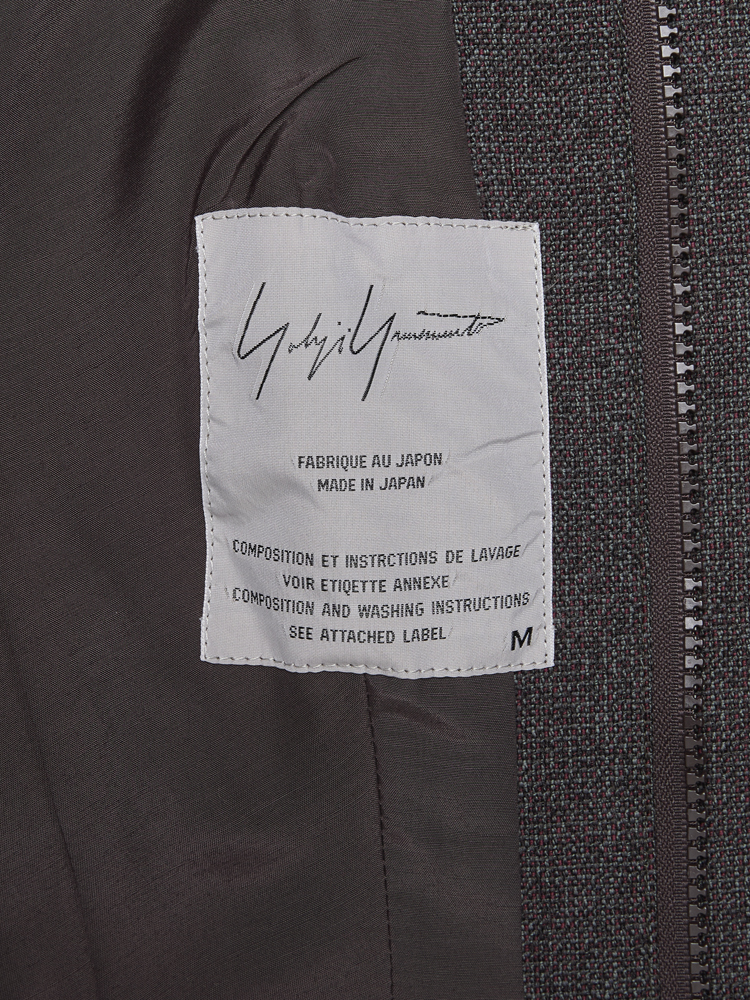 Yohji Yamamoto
FABRIQUE AU JAPON
MADE IN JAPAN
COMPOSITION ET INSTRCTIONS DE LAVAGE
VOIR ETIQETTE ANNEXE
COMPOSITION AND WASHING INSTRUCTIONS
SEE ATTACHED LABEL
M